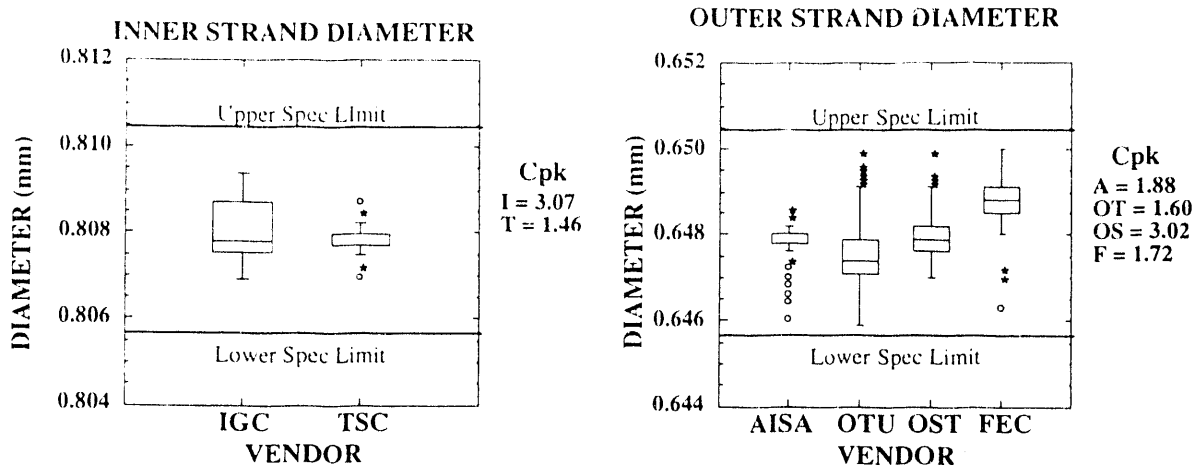 INNER STRAND DIAMETER
0.812
0.810
0.808
0.806
0.804
DIAMETER (mm)
Upper Spec LImit
Lower Spec Limit
IGC TSC
VENDOR
Cpk
I = 3.07
T = 1.46
OUTER STRAND DIAMETER
0.652
0.650
0.648
0.646
0.644
DIAMETER (mm)
Upper Spec Limit
Lower Spec Limit
AISA OTU OST FEC
VENDOR
Cpk
A = 1.88
OT = 1.60
OS = 3.02
F = 1.72